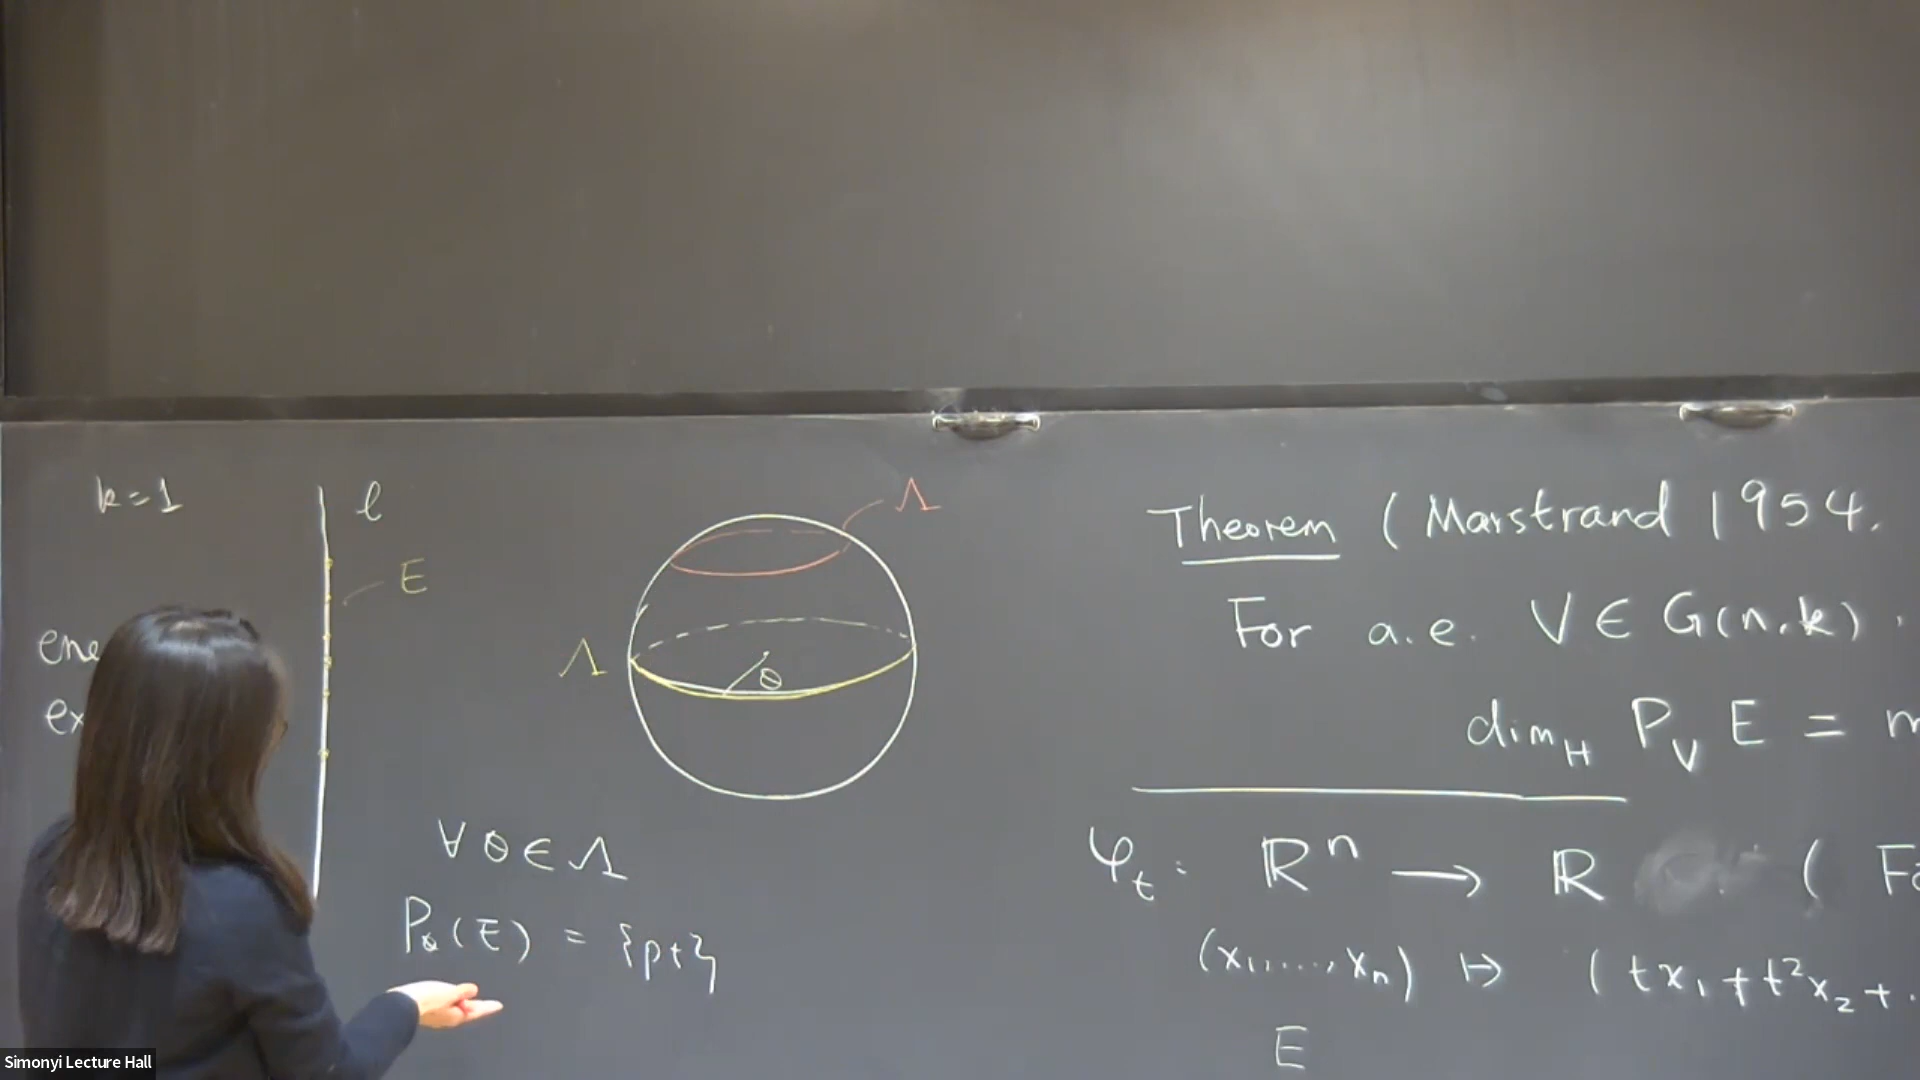 k=1
ℓ
E
Λ
Λ
θ
∀ θ ∈ Λ
P_θ(E) = {pt}
Theorem (Marstrand 1954.
For a.e. V ∈ G(n,k).
dim_H P_V E = m
φ_t : ℝ^n → ℝ (
(x_1, ..., x_n) ↦ (tx_1 + t^2x_2 + .
E
Simonyi Lecture Hall